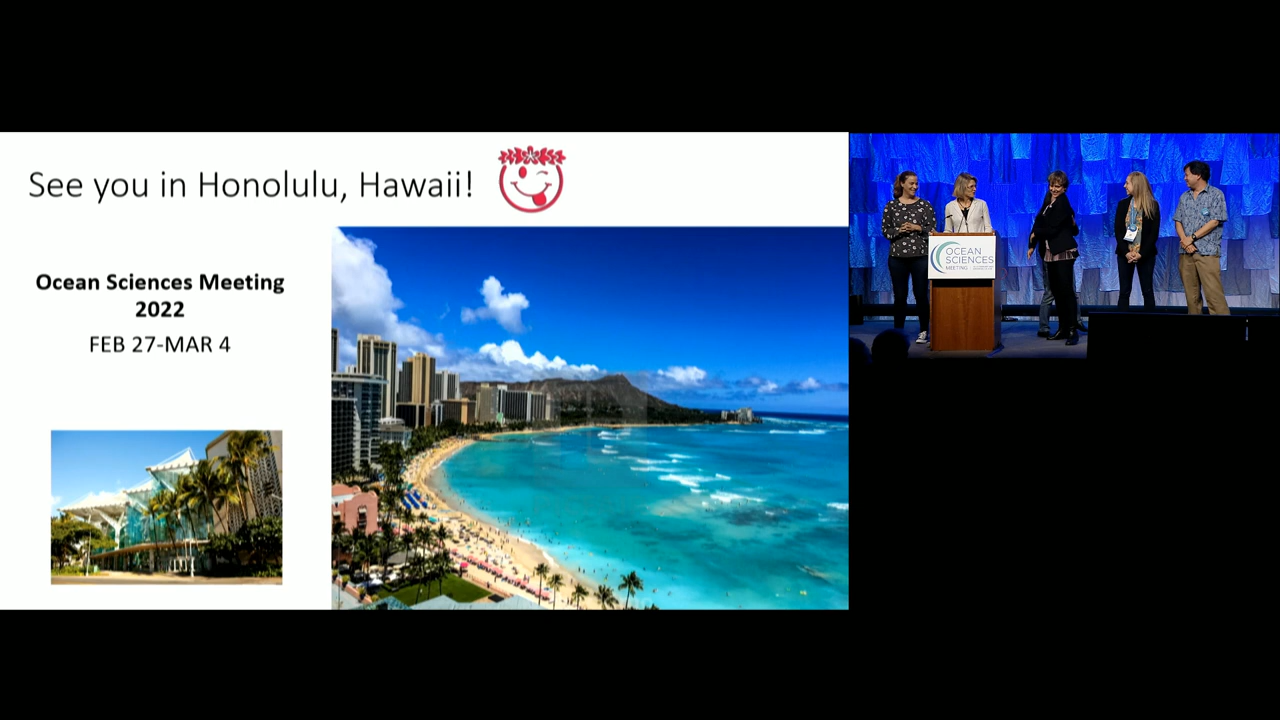 See you in Honolulu, Hawaii!
Ocean Sciences Meeting
2022
FEB 27-MAR 4
OCEAN
SCIENCES
MEETING